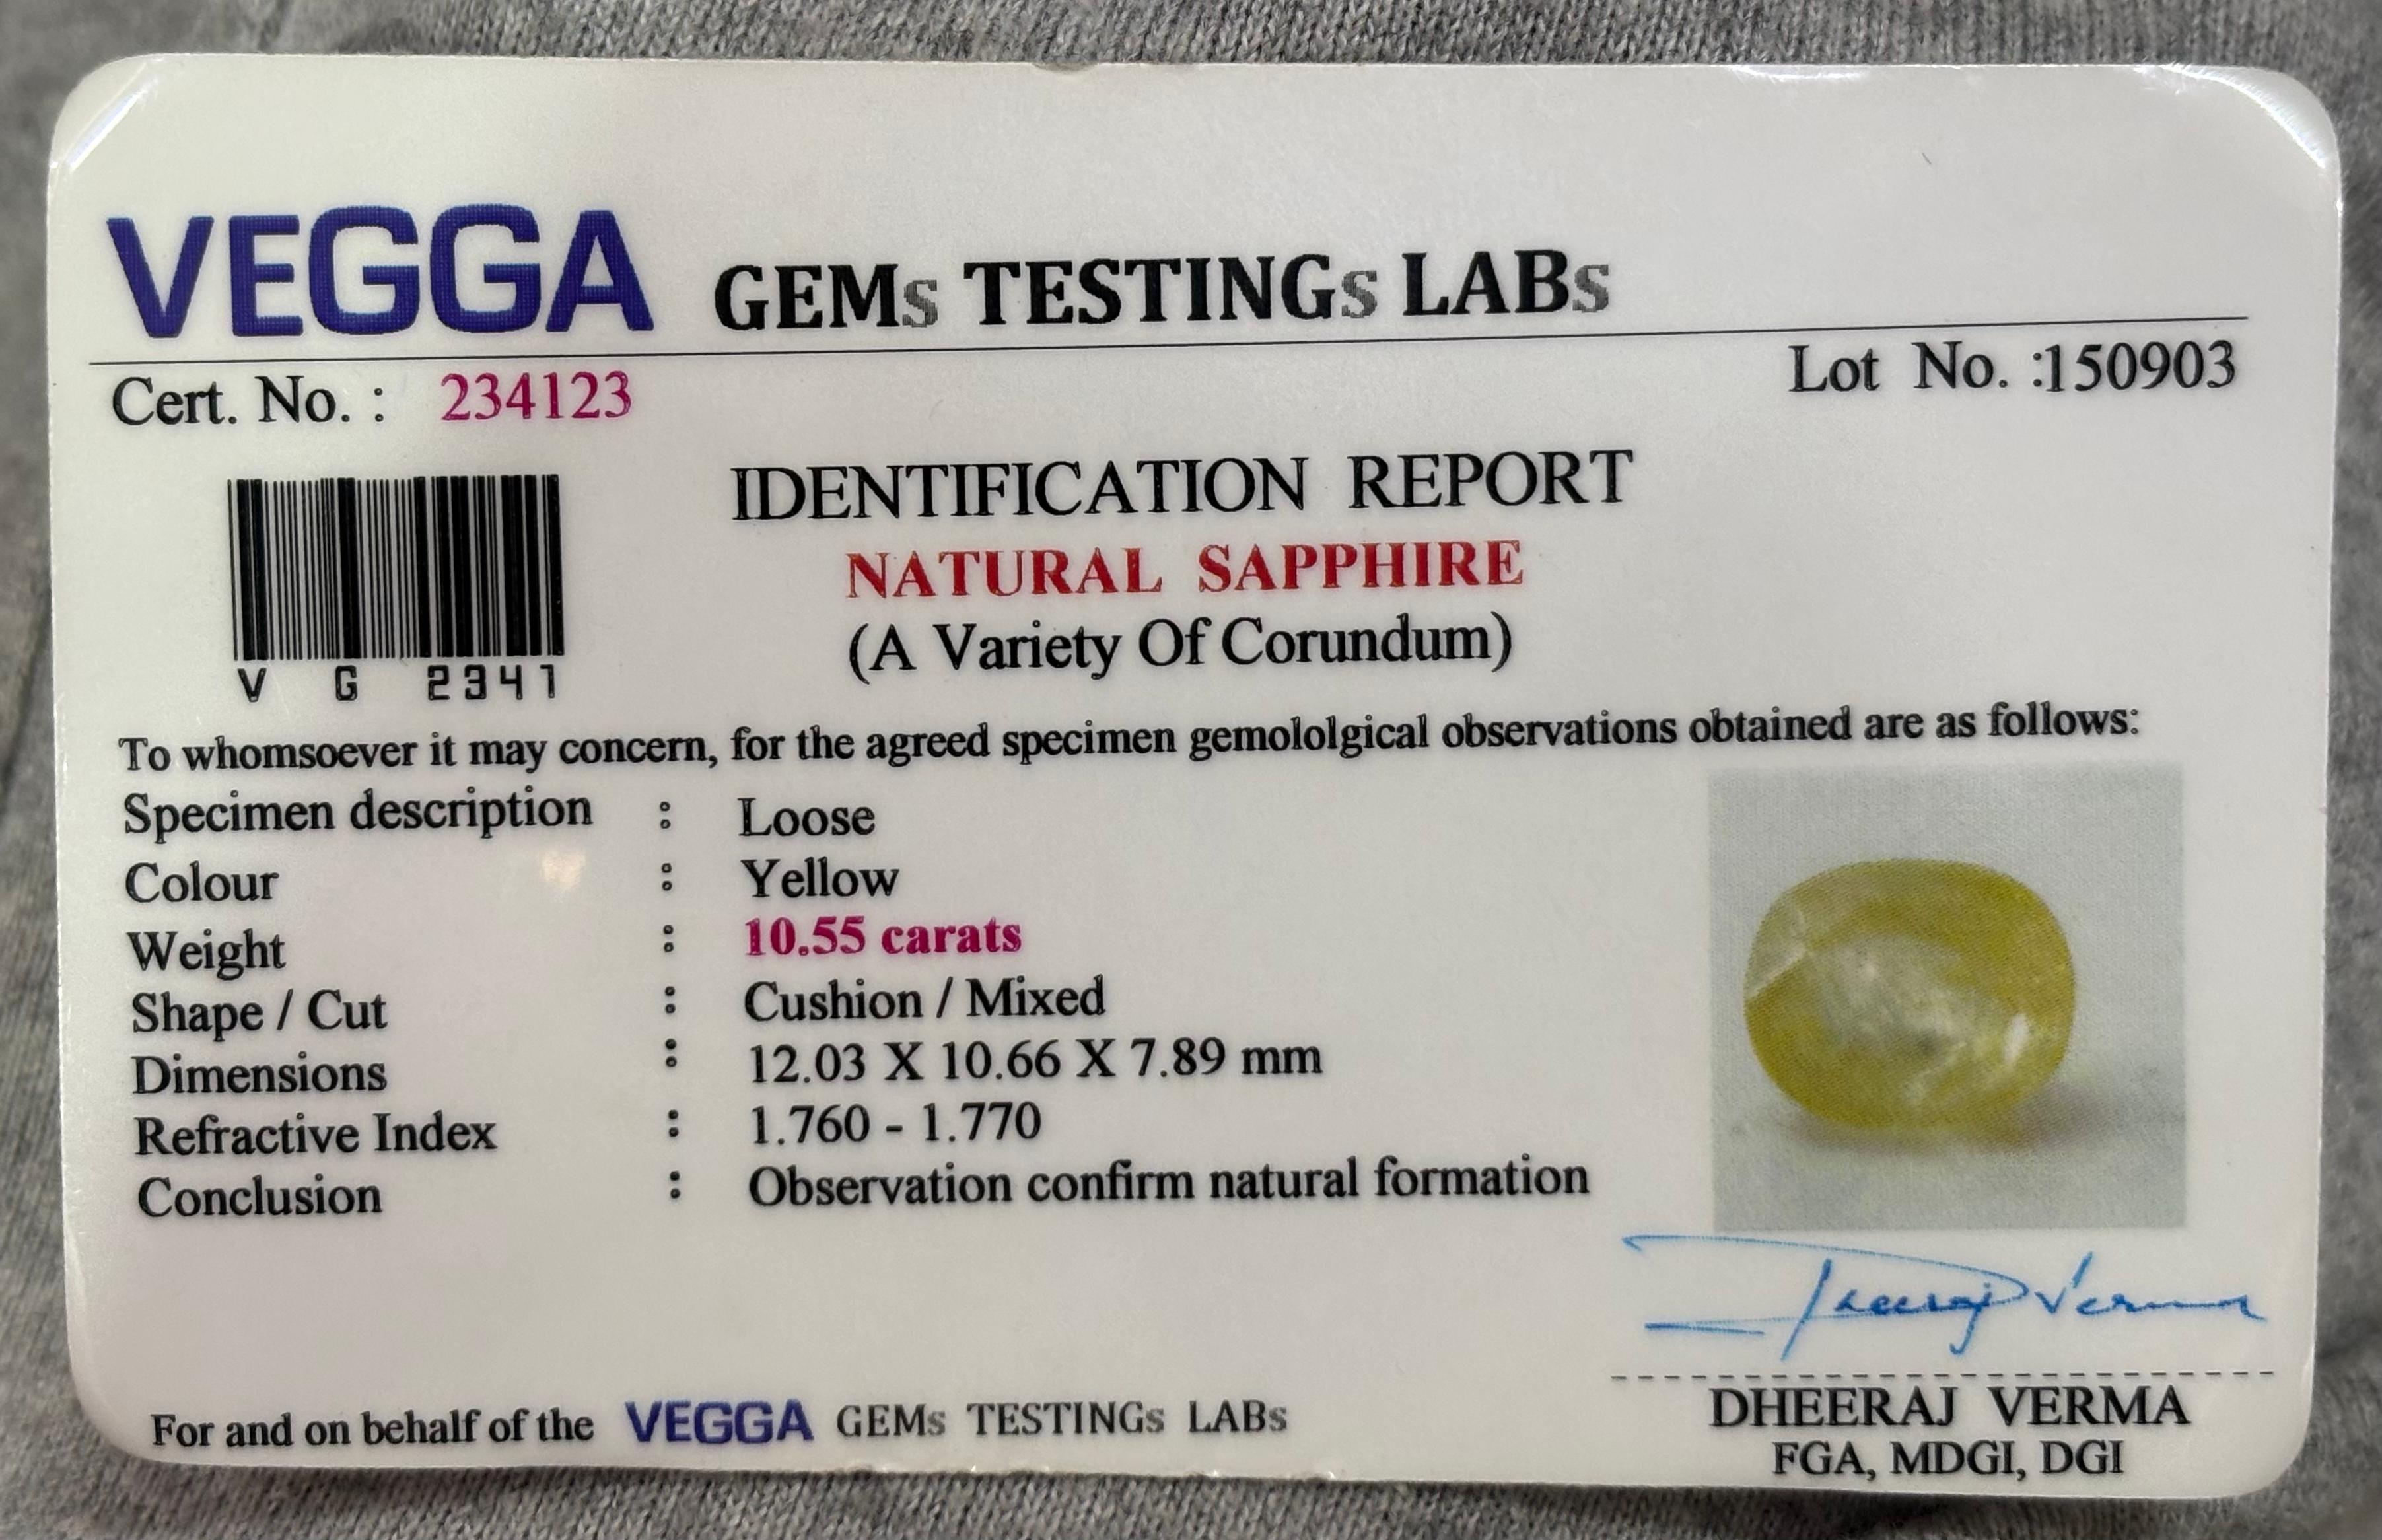 VEGGA GEMs TESTINGs LABs
Cert. No. : 234123
Lot No. :150903
IDENTIFICATION REPORT
NATURAL SAPPHIRE
(A Variety Of Corundum)
V G 2341
To whomsoever it may concern, for the agreed specimen gemololgical observations obtained are as follows:
Specimen description : Loose
Colour : Yellow
Weight : 10.55 carats
Shape / Cut : Cushion / Mixed
Dimensions : 12.03 X 10.66 X 7.89 mm
Refractive Index : 1.760 - 1.770
Conclusion : Observation confirm natural formation
Dheeraj Verma
DHEERAJ VERMA
FGA, MDGI, DGI
For and on behalf of the VEGGA GEMs TESTINGs LABs